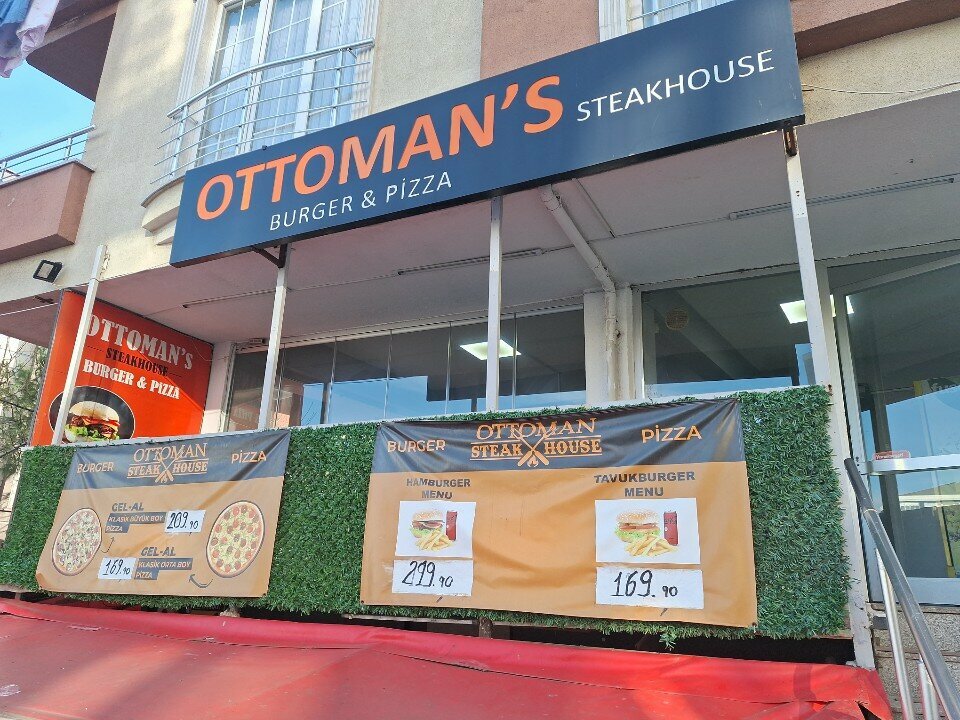 OTTOMAN'S STEAKHOUSE
BURGER & PİZZA
OTTOMAN'S
STEAKHOUSE
BURGER & PIZZA
BURGER OTTOMAN PİZZA
STEAK HOUSE
GEL-AL
KLASİK BÜYÜK BOY
PİZZA
209.90
GEL-AL
KLASİK ORTA BOY
PİZZA
169.90
BURGER OTTOMAN PİZZA
STEAK HOUSE
HAMBURGER
MENU
299.90
TAVUKBURGER
MENU
169.90